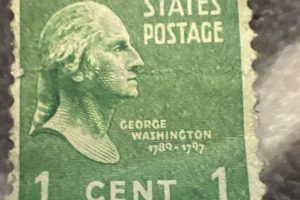 STATES
POSTAGE
GEORGE
WASHINGTON
1789-1797
1 CENT 1